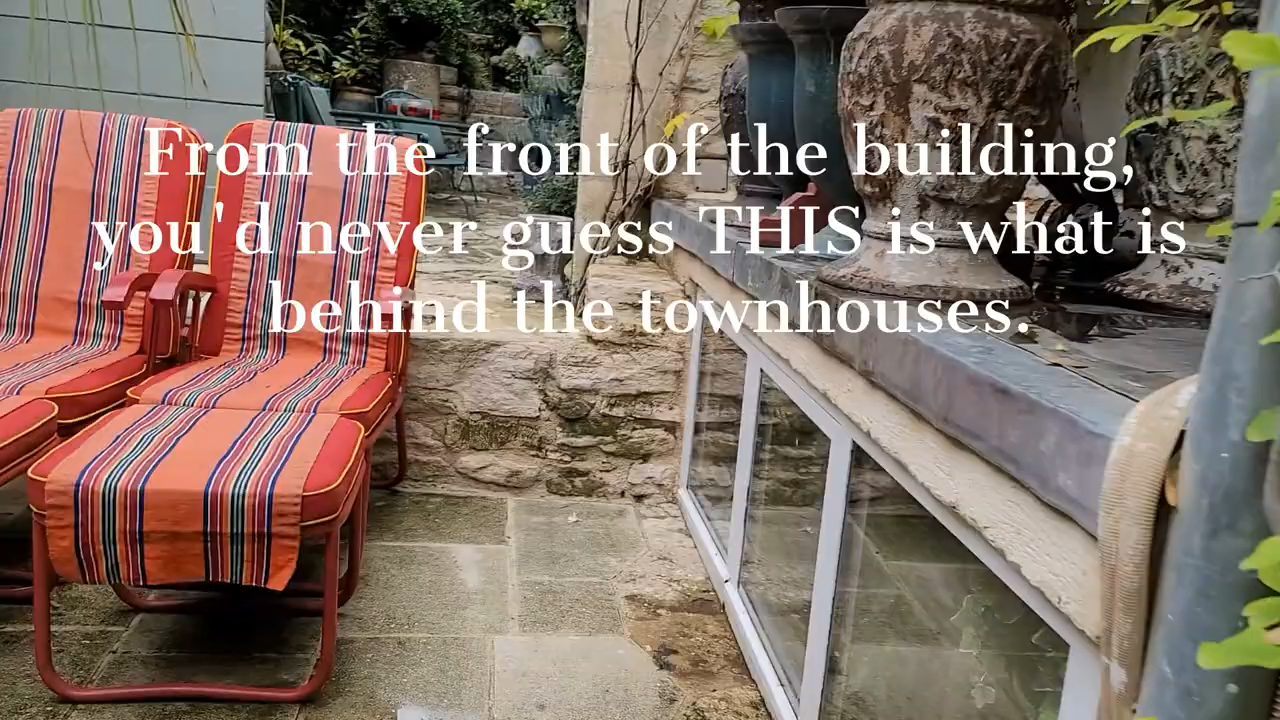 From the front of the building,
you'd never guess THIS is what is
behind the townhouses.